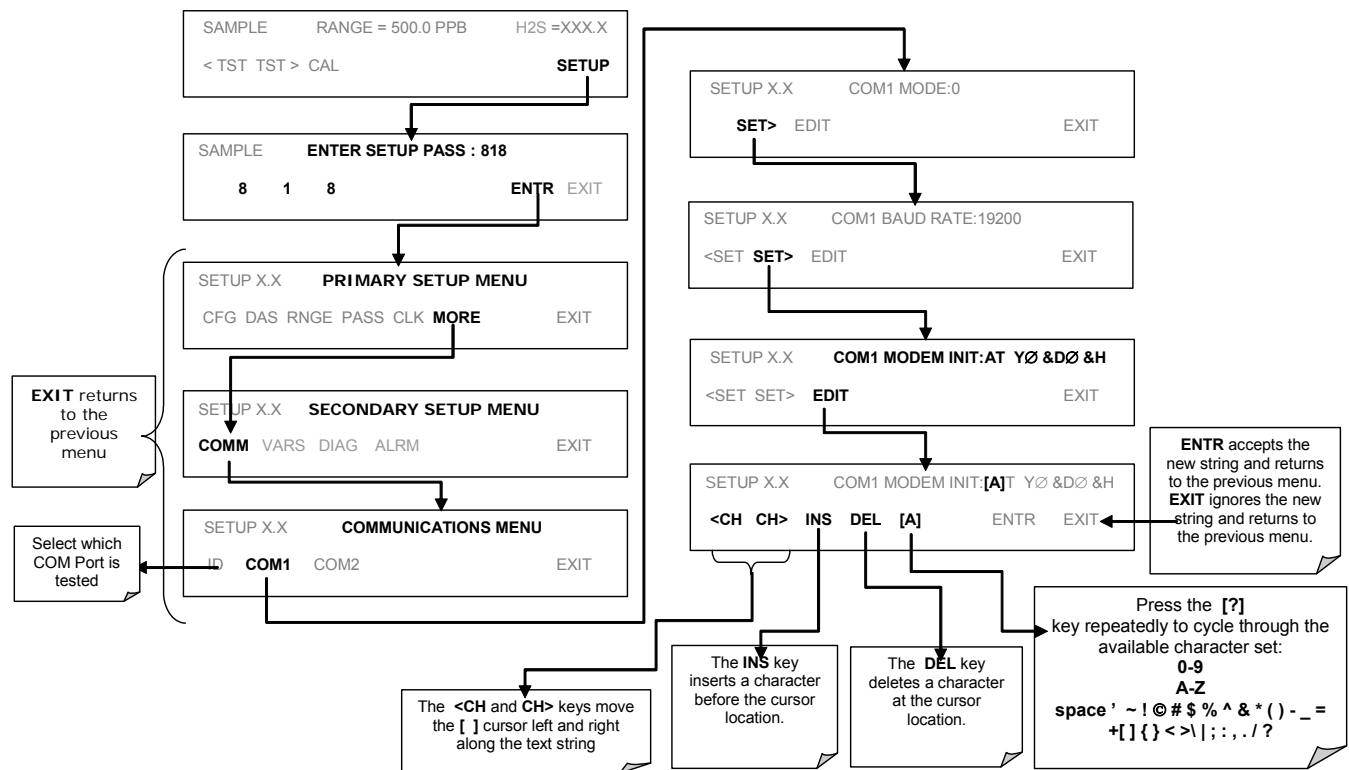 SAMPLE RANGE = 500.0 PPB H2S =XXX.X
< TST TST > CAL SETUP
SAMPLE ENTER SETUP PASS : 818
8 1 8 ENTR EXIT
SETUP X.X PRIMARY SETUP MENU
CFG DAS RNGE PASS CLK MORE EXIT
SETUP X.X SECONDARY SETUP MENU
COMM VARS DIAG ALRM EXIT
SETUP X.X COMMUNICATIONS MENU
ID COM1 COM2 EXIT
EXIT returns
to the
previous
menu
Select which
COM Port is
tested
SETUP X.X COM1 MODE:0
SET> EDIT EXIT
SETUP X.X COM1 BAUD RATE:19200
<SET SET> EDIT EXIT
SETUP X.X COM1 MODEM INIT:AT Y∅ &D∅ &H
<SET SET> EDIT EXIT
SETUP X.X COM1 MODEM INIT:[A]T Y∅ &D∅ &H
<CH CH> INS DEL [A] ENTR EXIT
ENTR accepts the
new string and returns
to the previous menu.
EXIT ignores the new
string and returns to
the previous menu.
The <CH and CH> keys move
the [ ] cursor left and right
along the text string
The INS key
inserts a character
before the cursor
location.
The DEL key
deletes a character
at the cursor
location.
Press the [?]
key repeatedly to cycle through the
available character set:
0-9
A-Z
space ’ ~ ! © # $ % ^ & * ( ) - _ =
+[ ] { } < >\ | ; : , . / ?